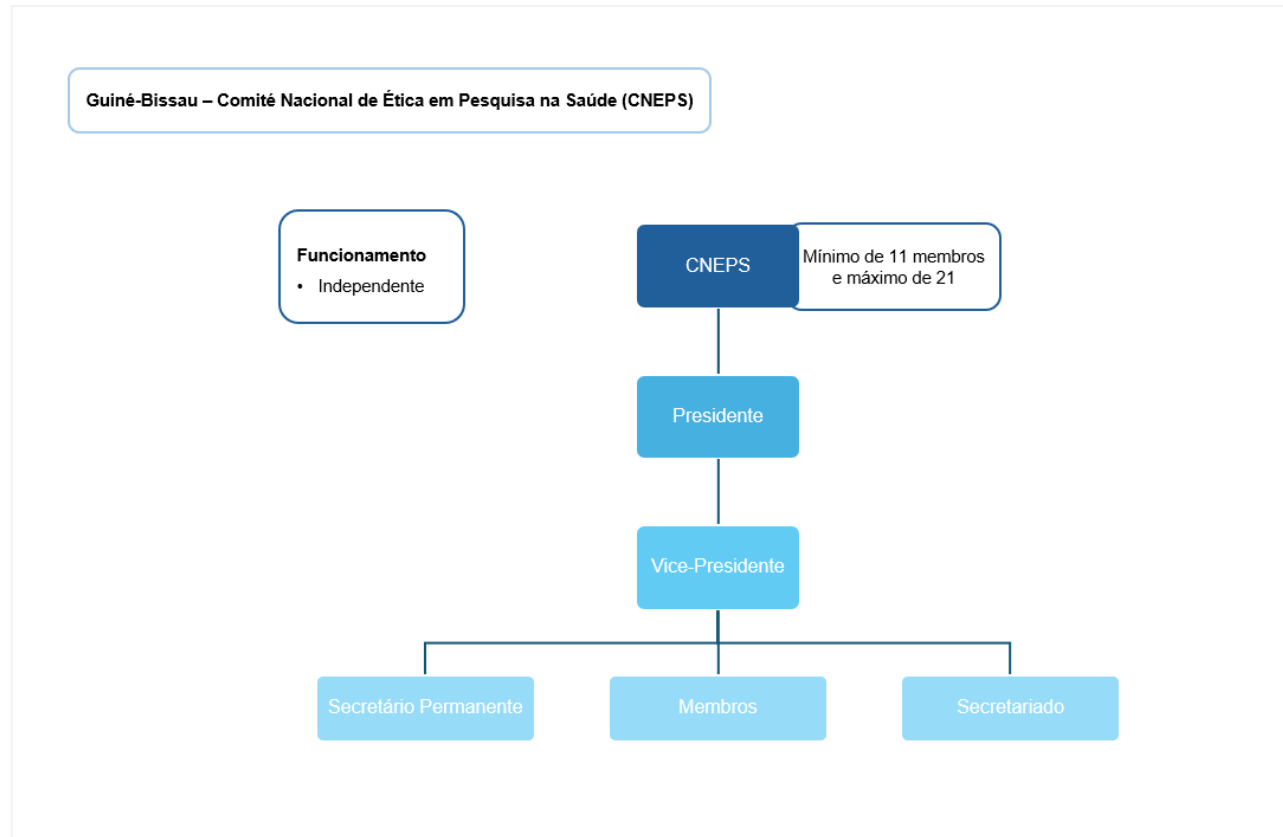 Guiné-Bissau – Comité Nacional de Ética em Pesquisa na Saúde (CNEPS)
Funcionamento
• Independente
CNEPS
Mínimo de 11 membros
e máximo de 21
Presidente
Vice-Presidente
Secretário Permanente
Membros
Secretariado